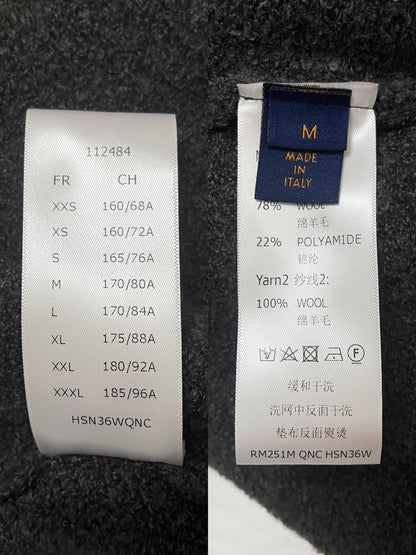 112484
FR CH
XXS 160/68A
XS 160/72A
S 165/76A
M 170/80A
L 170/84A
XL 175/88A
XXL 180/92A
XXXL 185/96A
HSN36WQNC
M
MADE
IN
ITALY
78% WOOL
绵羊毛
22% POLYAMIDE
锦纶
Yarn2 纱线2:
100% WOOL
绵羊毛
F
缓和干洗
洗网中反面干洗
垫布反面熨烫
RM251M QNC HSN36W